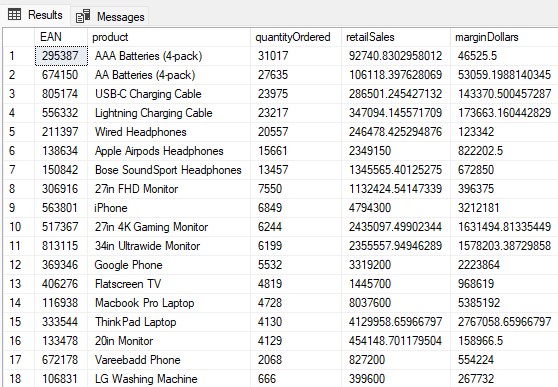 Results Messages
EAN product quantityOrdered retailSales marginDollars
1 295387 AAA Batteries (4-pack) 31017 92740.8302958012 46525.5
2 674150 AA Batteries (4-pack) 27635 106118.397628069 53059.1988140345
3 805174 USB-C Charging Cable 23975 286501.245427132 143370.500457287
4 556332 Lightning Charging Cable 23217 347094.145571709 173663.160442829
5 211397 Wired Headphones 20557 246478.425294876 123342
6 138634 Apple Airpods Headphones 15661 2349150 822202.5
7 150842 Bose SoundSport Headphones 13457 1345565.40125275 672850
8 306916 27in FHD Monitor 7550 1132424.54147339 396375
9 563801 iPhone 6849 4794300 3212181
10 517367 27in 4K Gaming Monitor 6244 2435097.49902344 1631494.81335449
11 813115 34in Ultrawide Monitor 6199 2355557.94946289 1578203.38729858
12 369346 Google Phone 5532 3319200 2223864
13 406276 Flatscreen TV 4819 1445700 968619
14 116938 Macbook Pro Laptop 4728 8037600 5385192
15 333544 ThinkPad Laptop 4130 4129958.65966797 2767058.65966797
16 133478 20in Monitor 4129 454148.701179504 158966.5
17 672178 Vareebadd Phone 2068 827200 554224
18 106831 LG Washing Machine 666 399600 267732